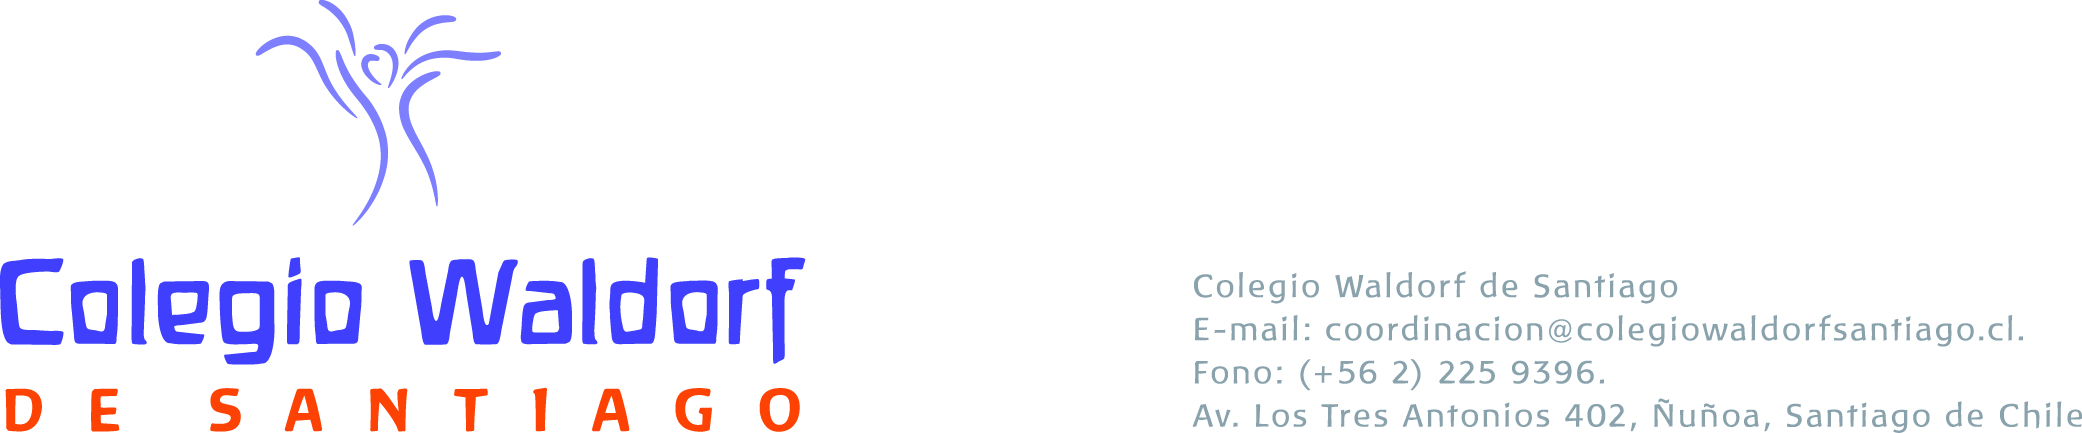 Colegio Waldorf
DE SANTIAGO
Colegio Waldorf de Santiago
E-mail: coordinacion@colegiowaldorfsantiago.cl.
Fono: (+56 2) 225 9396.
Av. Los Tres Antonios 402, Ñuñoa, Santiago de Chile